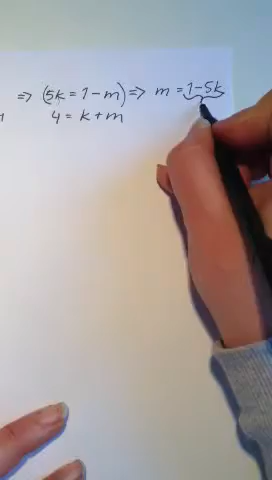 ⇒ (5k = 1 - m) ⇒ m = 1 - 5k
4 = k + m